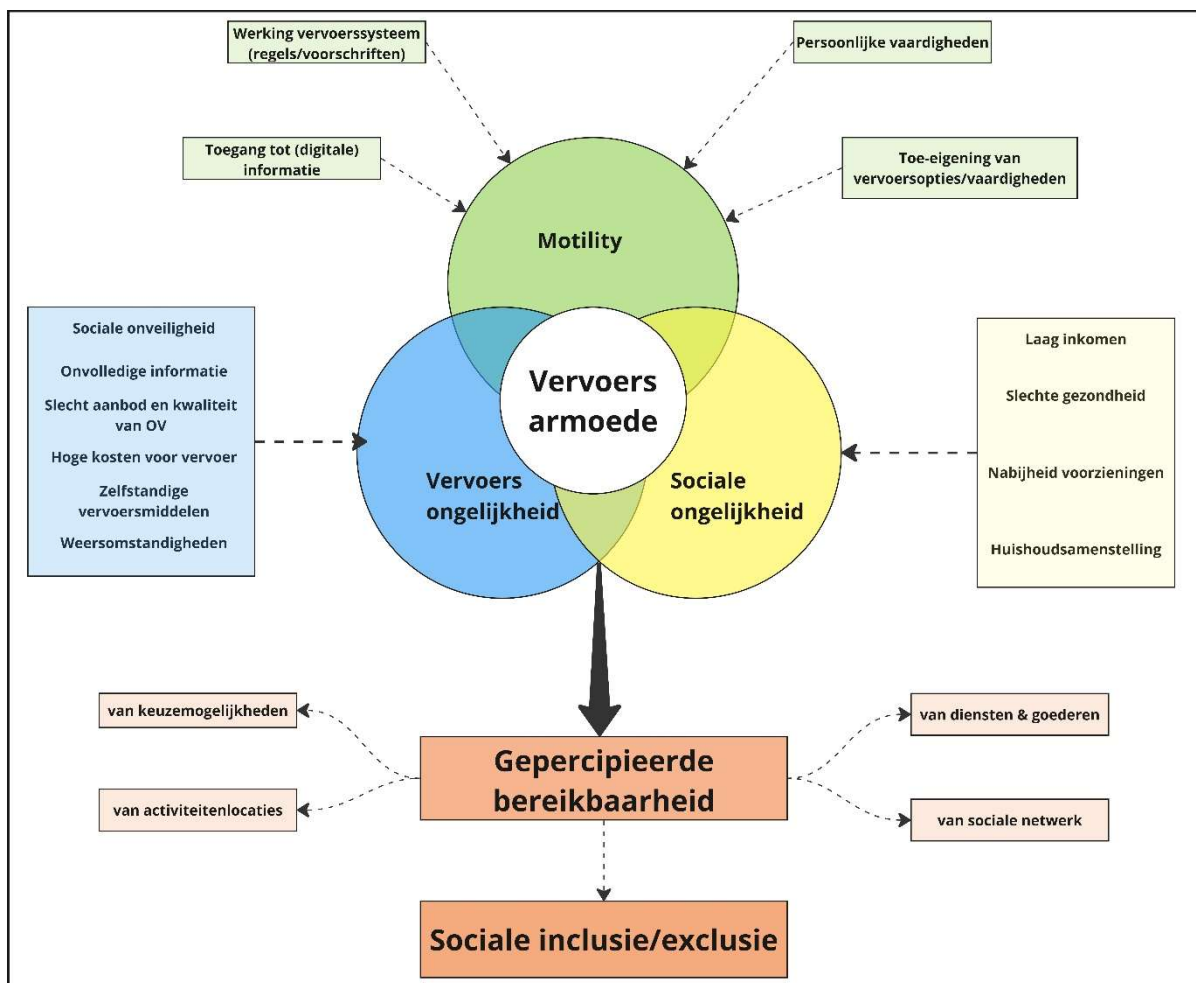 Werking vervoerssysteem
(regels/voorschriften)
Persoonlijke vaardigheden
Toegang tot (digitale)
informatie
Toe-eigening van
vervoersopties/vaardigheden
Motility
Sociale onveiligheid
Onvolledige informatie
Slecht aanbod en kwaliteit
van OV
Hoge kosten voor vervoer
Zelfstandige
vervoersmiddelen
Weersomstandigheden
Vervoers
armoede
Vervoers
ongelijkheid
Sociale
ongelijkheid
Laag inkomen
Slechte gezondheid
Nabijheid voorzieningen
Huishoudsamenstelling
van keuzemogelijkheden
van activiteitenlocaties
Gepercipieerde
bereikbaarheid
van diensten & goederen
van sociale netwerk
Sociale inclusie/exclusie